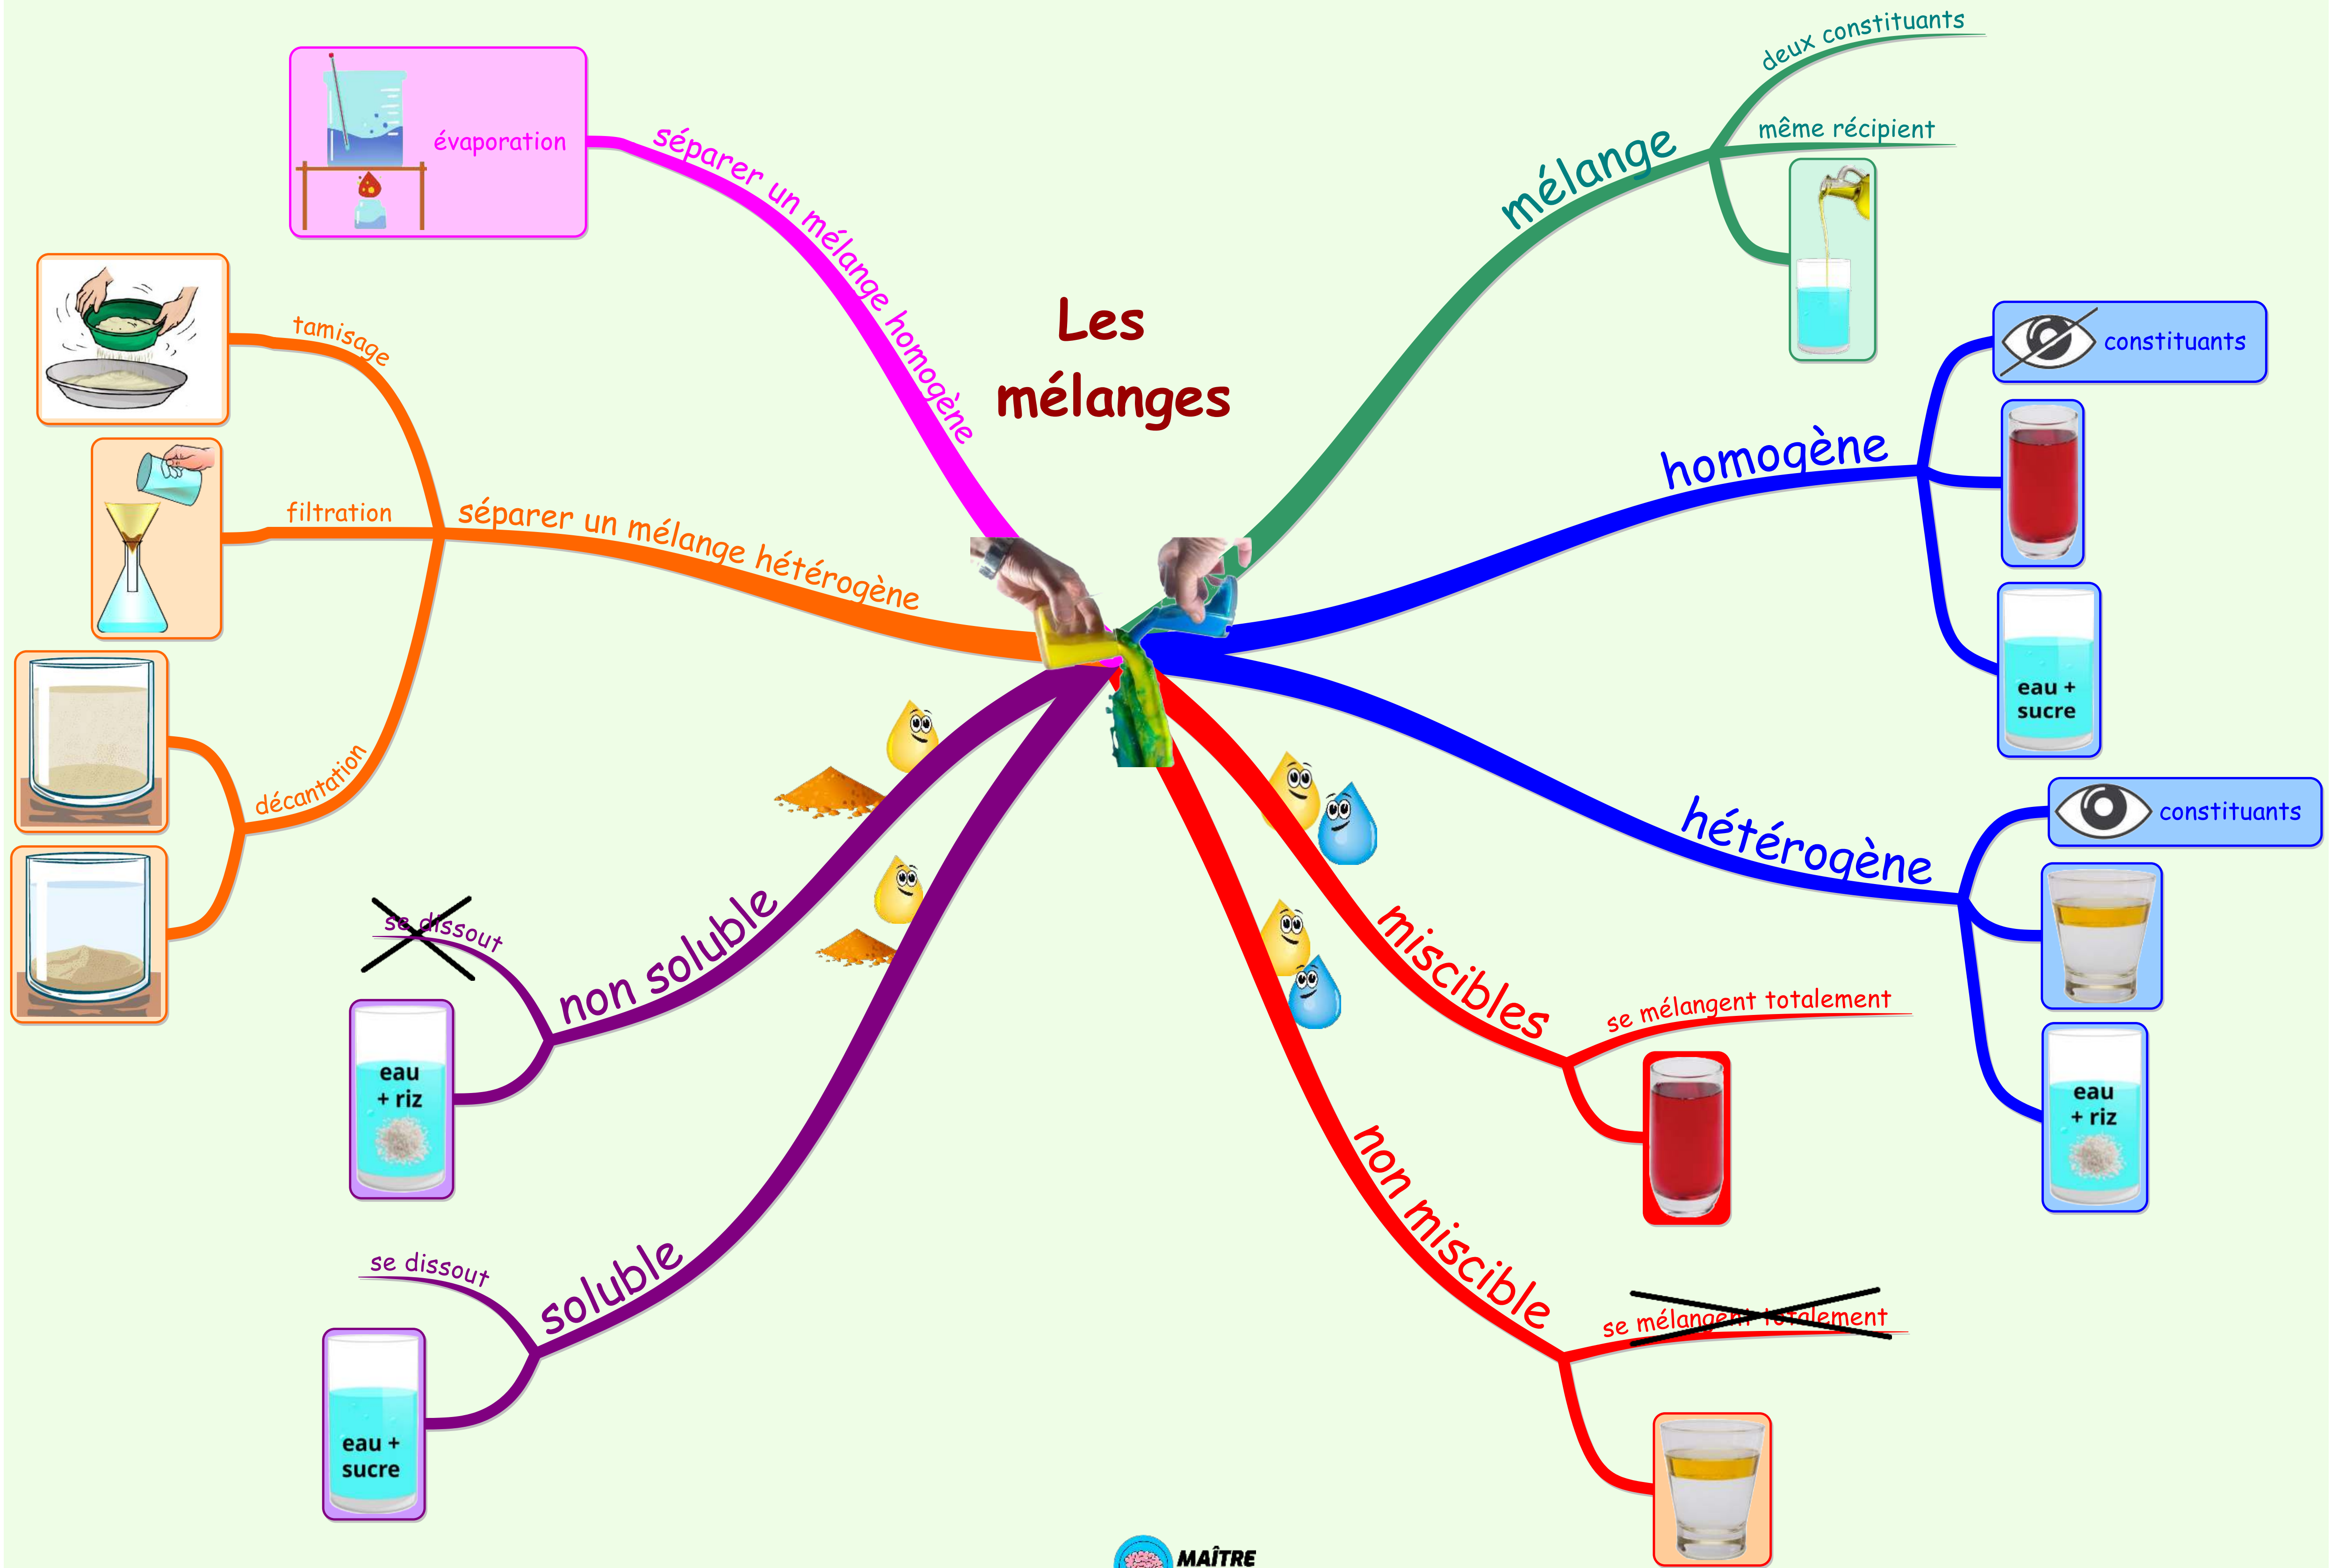 Les
mélanges
mélange
deux constituants
même récipient
homogène
constituants
eau +
sucre
hétérogène
constituants
eau
+ riz
miscibles
se mélangent totalement
non miscible
se mélangent totalement
séparer un mélange homogène
évaporation
séparer un mélange hétérogène
tamisage
filtration
décantation
non soluble
se dissout
eau
+ riz
soluble
se dissout
eau +
sucre
MAÎTRE